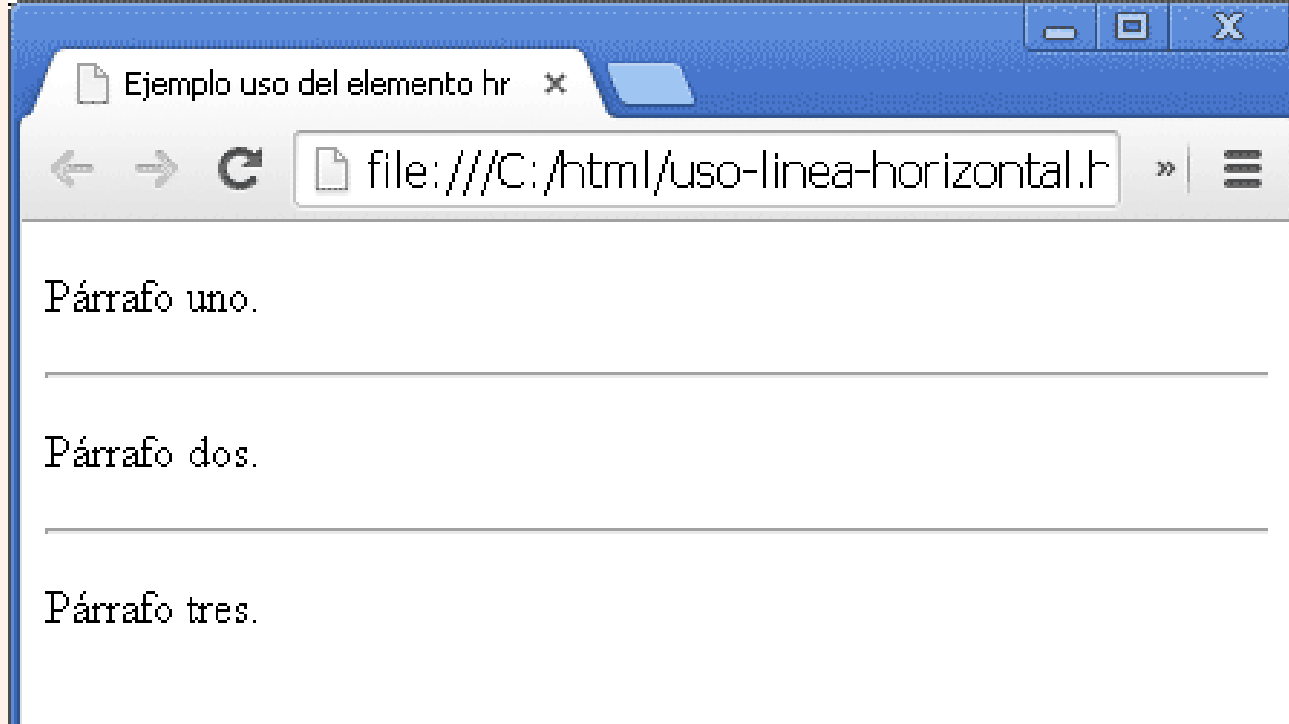 Ejemplo uso del elemento hr
file:///C:/html/uso-linea-horizontal.h
Párrafo uno.
Párrafo dos.
Párrafo tres.